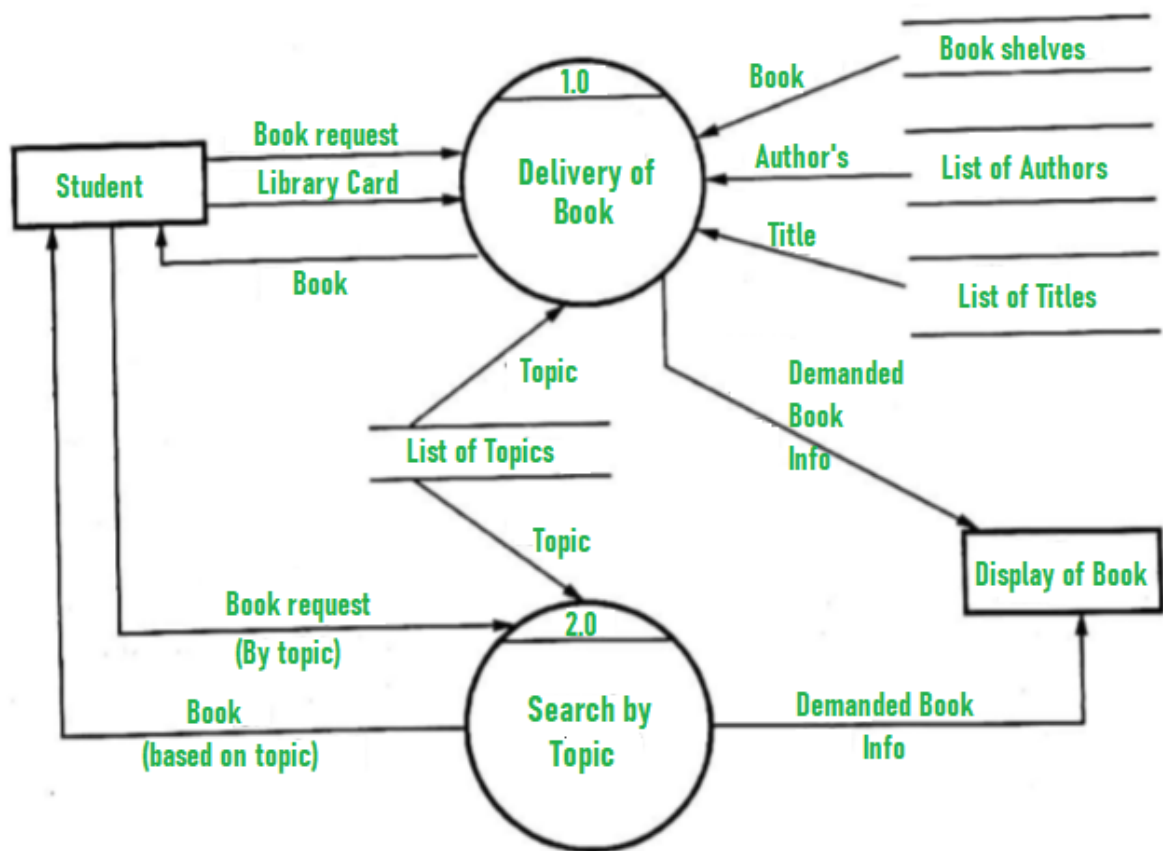 1.0
Book shelves
Book
Book request
Author's
List of Authors
Student
Library Card
Delivery of
Book
Title
Book
List of Titles
Topic
Demanded
Book
Info
List of Topics
Topic
Display of Book
Book request
(By topic)
2.0
Book
(based on topic)
Search by
Topic
Demanded Book
Info